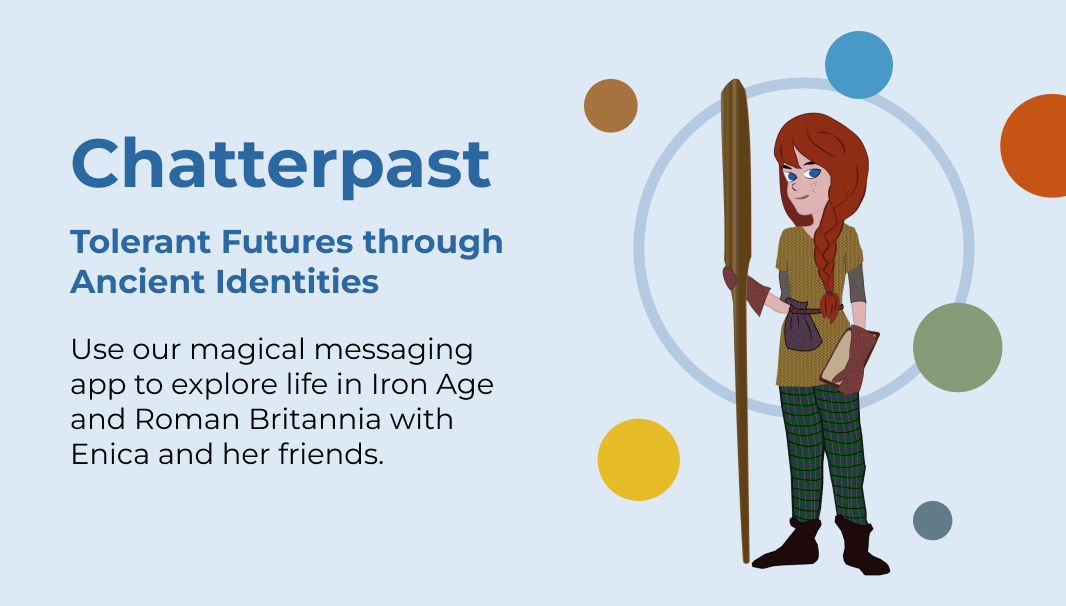 Chatterpast
Tolerant Futures through
Ancient Identities
Use our magical messaging
app to explore life in Iron Age
and Roman Britannia with
Enica and her friends.